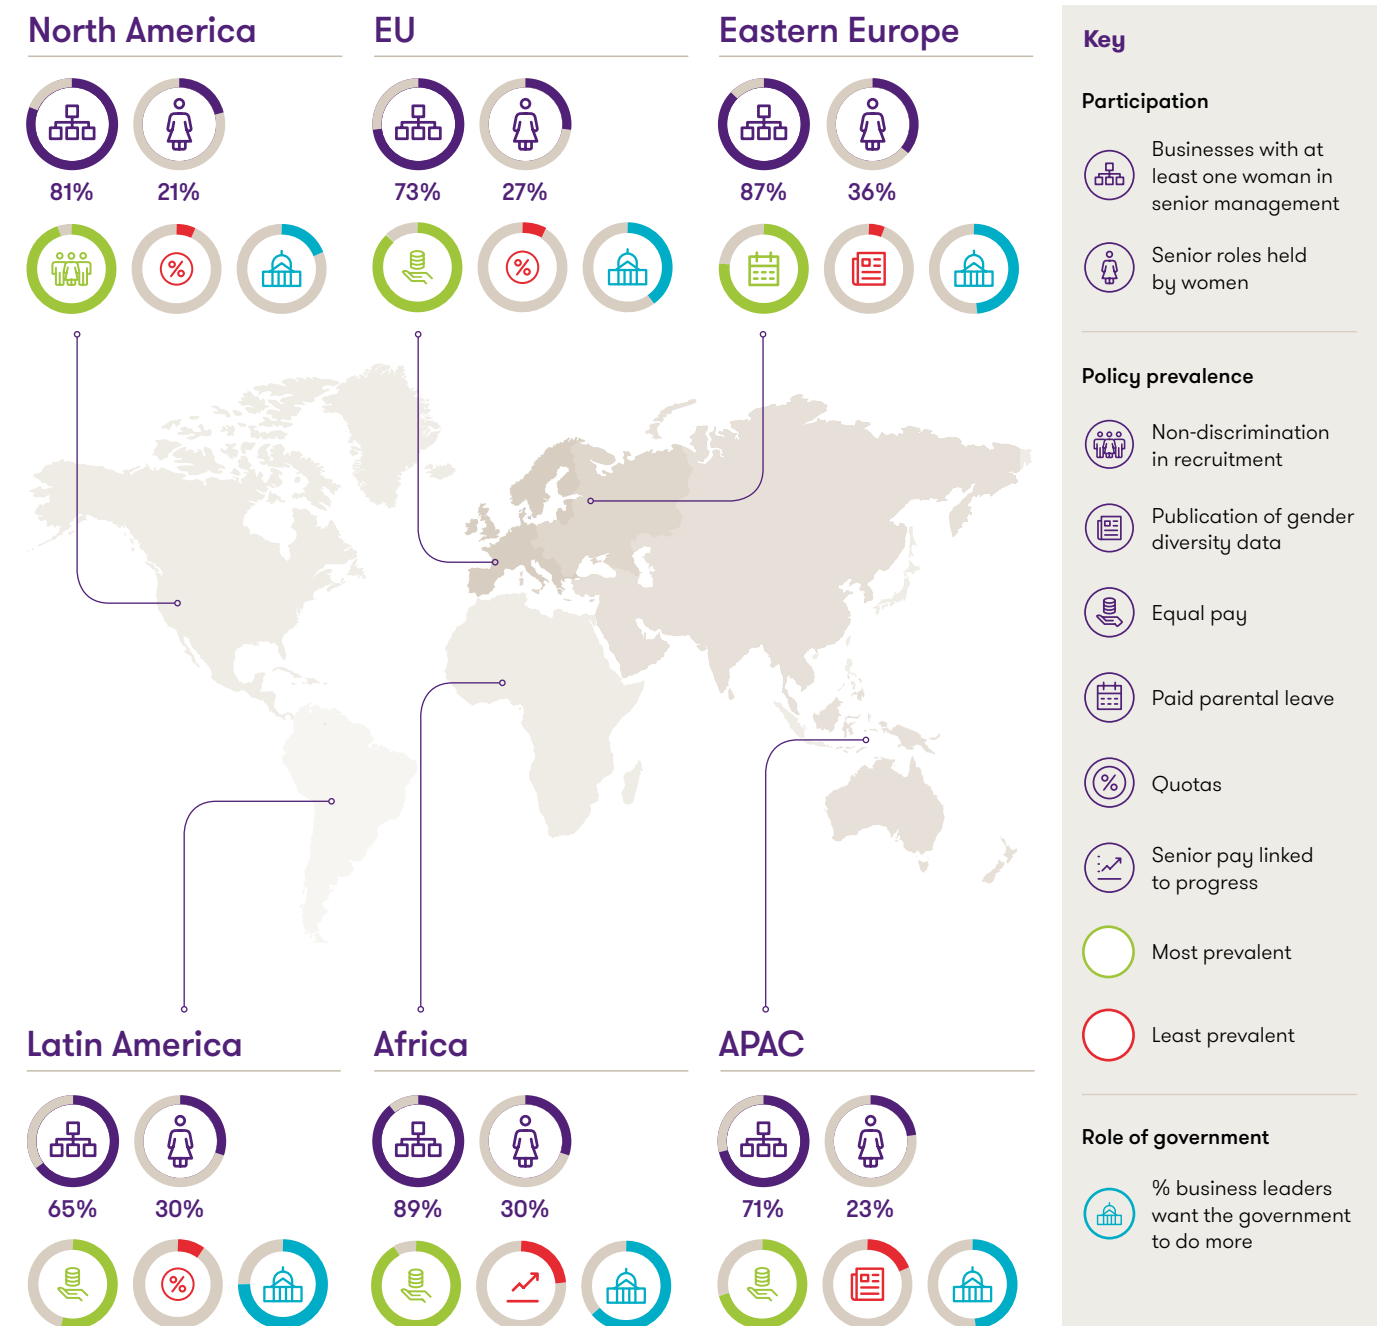 North America
EU
Eastern Europe
81%
21%
73%
27%
87%
36%
%
%
Latin America
Africa
APAC
65%
30%
89%
30%
71%
23%
%
Key
Participation
Businesses with at
least one woman in
senior management
Senior roles held
by women
Policy prevalence
Non-discrimination
in recruitment
Publication of gender
diversity data
Equal pay
Paid parental leave
%
Quotas
Senior pay linked
to progress
Most prevalent
Least prevalent
Role of government
% business leaders
want the government
to do more